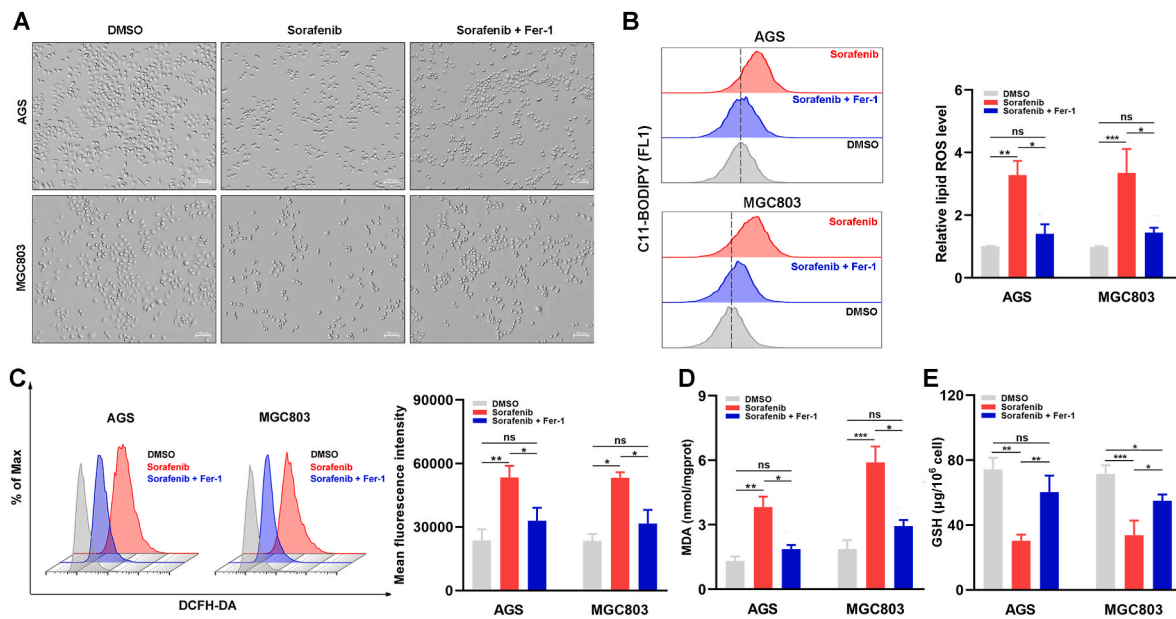 A
DMSO
Sorafenib
Sorafenib + Fer-1
AGS
MGC803
B
C11-BODIPY (FL1)
AGS
Sorafenib
Sorafenib + Fer-1
DMSO
MGC803
Sorafenib
Sorafenib + Fer-1
DMSO
Relative lipid ROS level
DMSO
Sorafenib
Sorafenib + Fer-1
6
4
2
0
ns
**
*
ns
***
*
AGS
MGC803
C
% of Max
AGS
MGC803
DMSO
Sorafenib
Sorafenib + Fer-1
DMSO
Sorafenib
Sorafenib + Fer-1
DCFH-DA
Mean fluorescence intensity
DMSO
Sorafenib
Sorafenib + Fer-1
90000
60000
30000
0
ns
**
*
ns
*
*
AGS
MGC803
D
MDA (nmol/mgprot)
DMSO
Sorafenib
Sorafenib + Fer-1
9
6
3
0
ns
**
*
ns
***
*
AGS
MGC803
E
GSH (µg/10⁶ cell)
DMSO
Sorafenib
Sorafenib + Fer-1
120
80
40
0
ns
**
**
*
***
*
AGS
MGC803